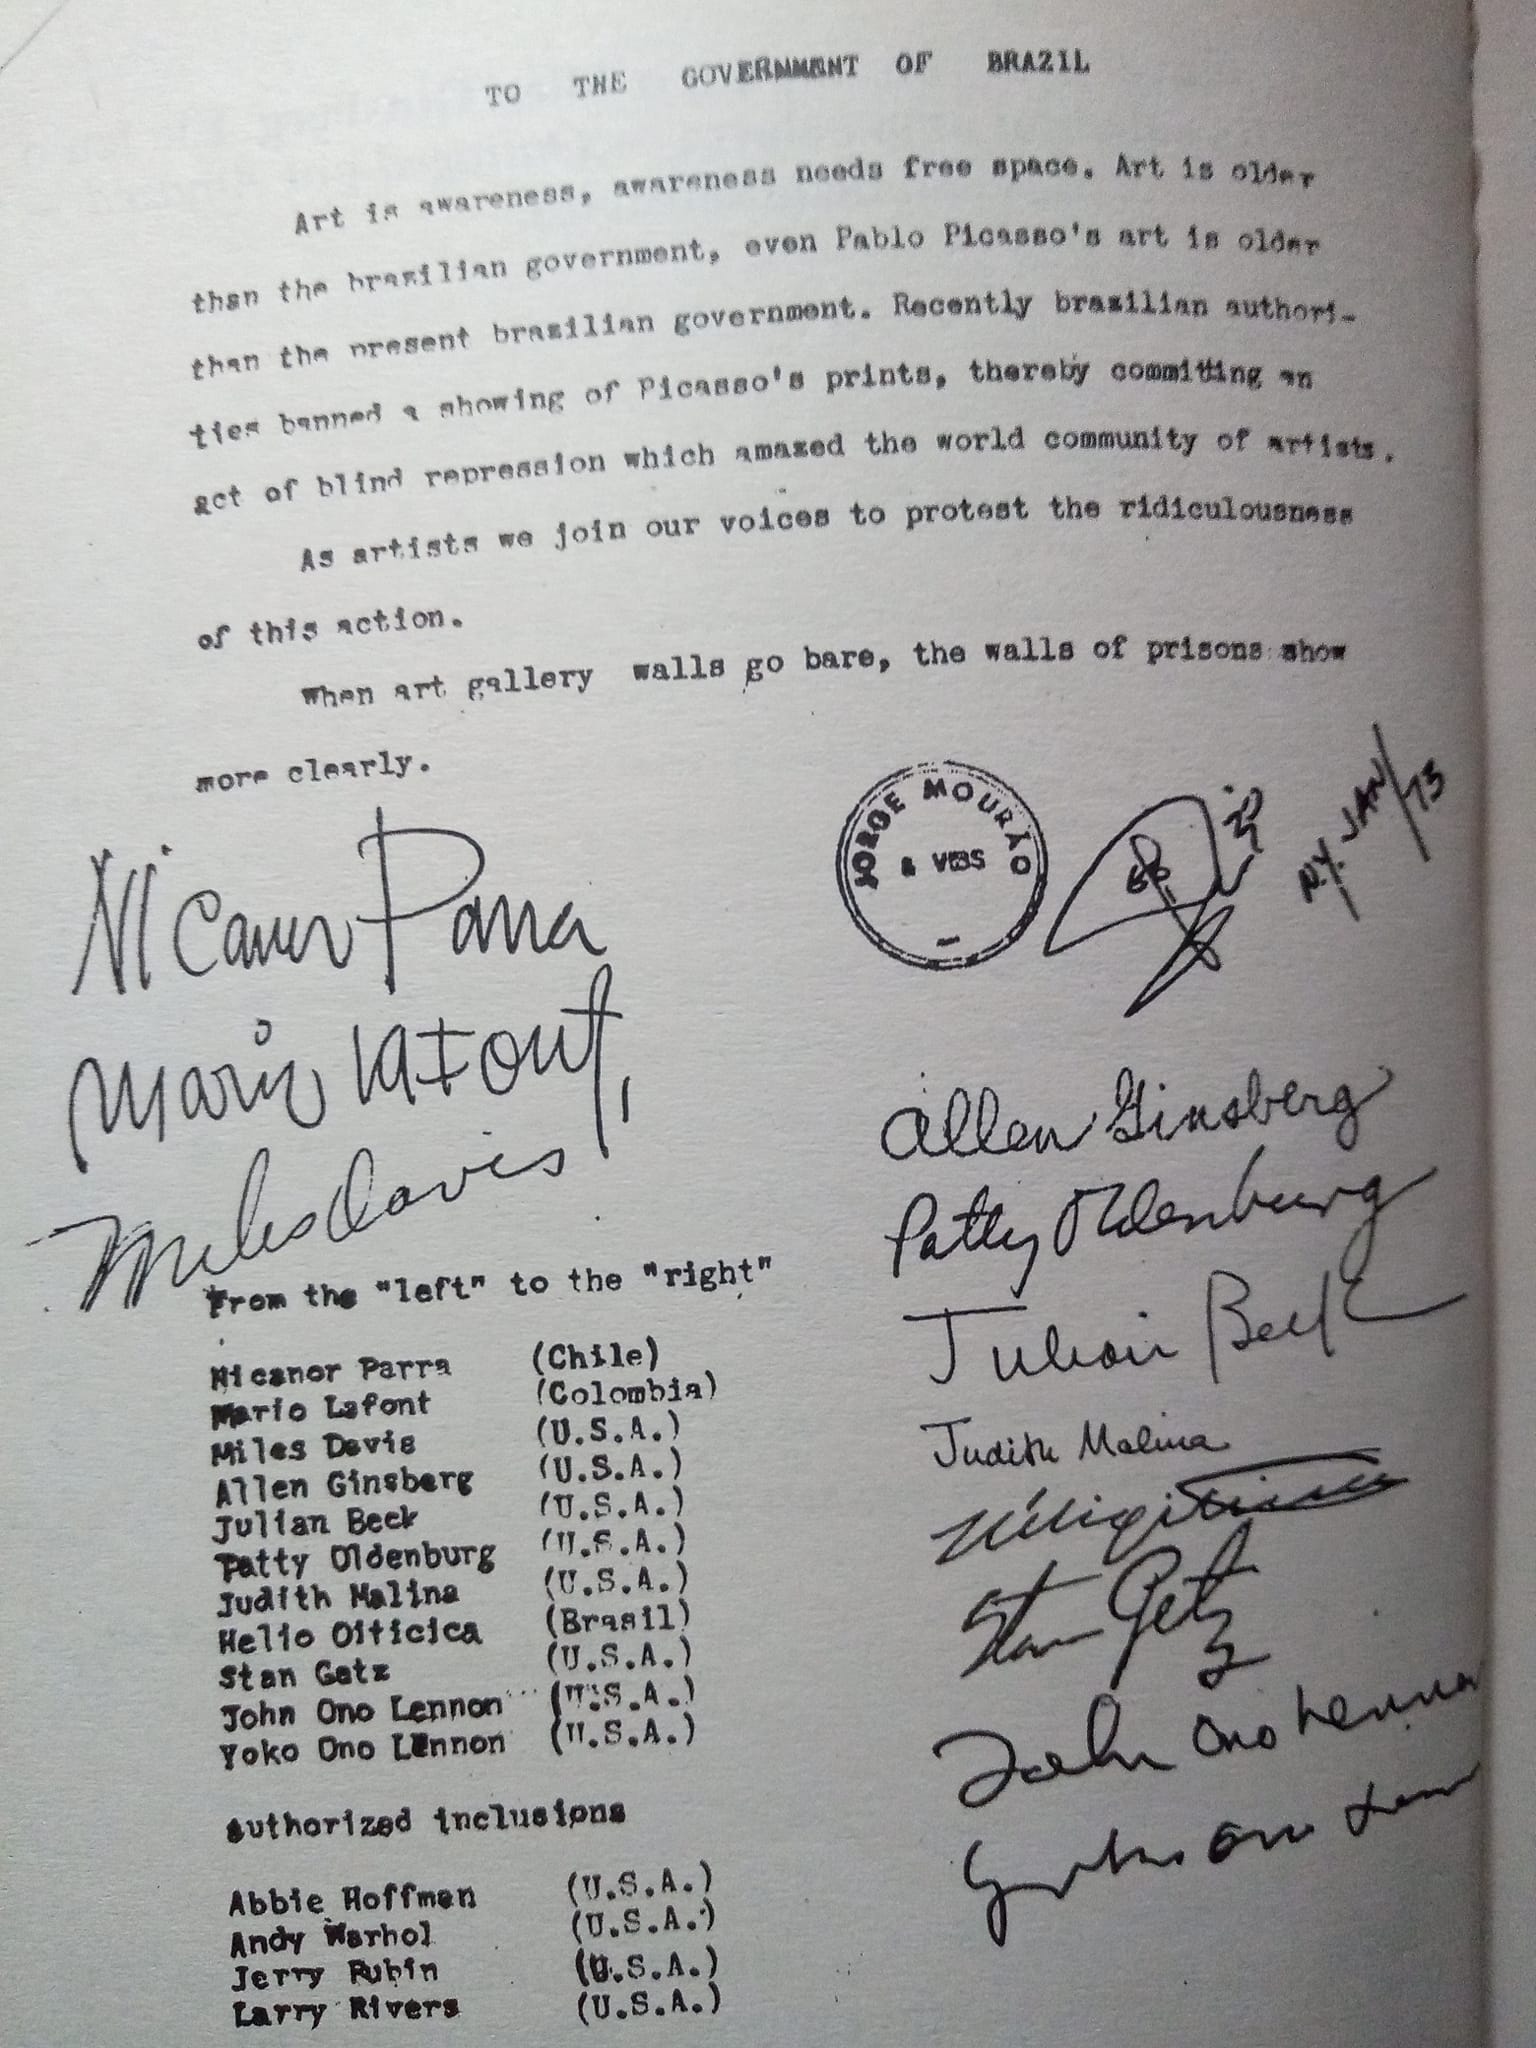 TO THE GOVERNMENT OF BRAZIL
Art is awareness, awareness needs free space. Art is older
than the brazilian government, even Pablo Picasso's art is older
than the present brazilian government. Recently brazilian authori-
ties banned a showing of Picasso's prints, thereby committing an
act of blind repression which amazed the world community of artists.
As artists we join our voices to protest the ridiculousness
of this action.
When art gallery walls go bare, the walls of prisons show
more clearly.
JORGE MOURÃO
N.Y. JAN/73
Nicanor Parra
Mario Lafont,
Miles Davis
Allen Ginsberg
Patty Oldenburg
Julian Beck
Judith Malina
Stan Getz
John Ono Lennon
Yoko Ono Lennon
From the "left" to the "right"
Nicanor Parra (Chile)
Mario Lafont (Colombia)
Miles Davis (U.S.A.)
Allen Ginsberg (U.S.A.)
Julian Beck (U.S.A.)
Patty Oldenburg (U.S.A.)
Judith Malina (U.S.A.)
Helio Oiticica (Brasil)
Stan Getz (U.S.A.)
John Ono Lennon (U.S.A.)
Yoko Ono Lennon (U.S.A.)
authorized inclusions
Abbie Hoffman (U.S.A.)
Andy Warhol (U.S.A.)
Jerry Rubin (U.S.A.)
Larry Rivers (U.S.A.)